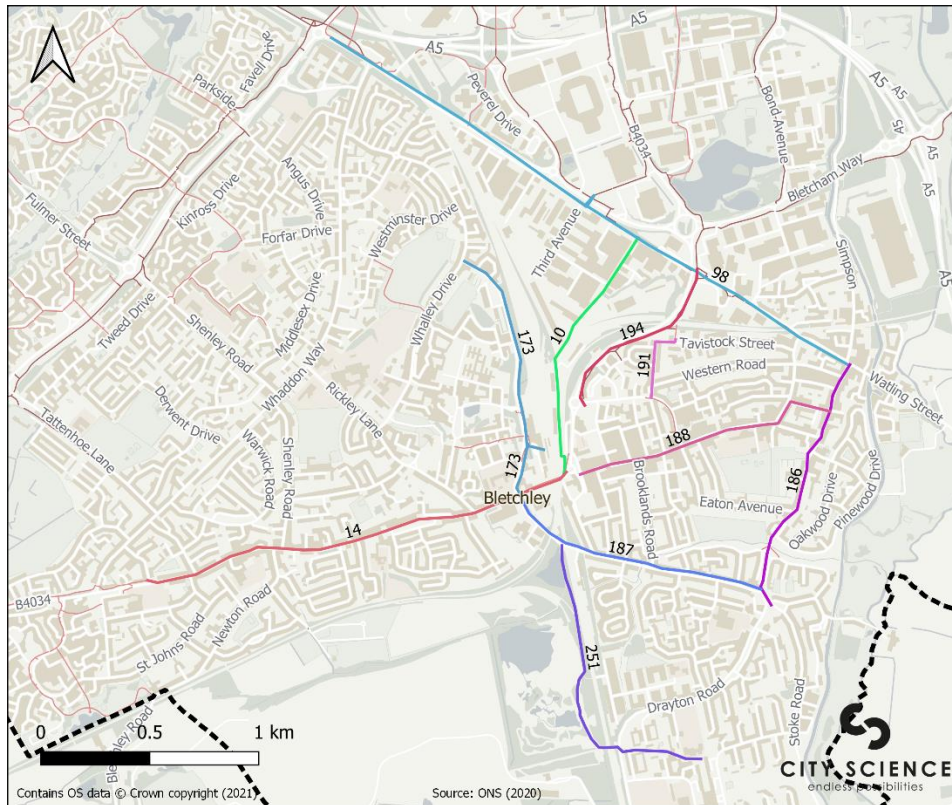 A5
A5
A5
A5
A5
A5
A5
Favell Drive
Parkside
Peverel Drive
B4034
Bond-Avenue
Bletcham Way
Angus Drive
Kinross Drive
Fulmer Street
Forfar Drive
Westminster Drive
Third Avenue
Simpson
98
Tweed Drive
Shenley Road
Middlesex Drive
Whalley Drive
173
10
194
Tavistock Street
191
Western Road
Watling Street
Whaddon Way
Rickley Lane
Derwent Drive
Tattenhoe Lane
Warwick Road
Shenley Road
188
173
Brooklands Road
186
Pinewood Drive
Oakwood Drive
Eaton Avenue
Bletchley
14
187
B4034
Newton Road
St Johns Road
251
Drayton Road
Stoke Road
0 0.5 1 km
CITY SCIENCE
endless possibilities
Contains OS data © Crown copyright (2021)
Source: ONS (2020)